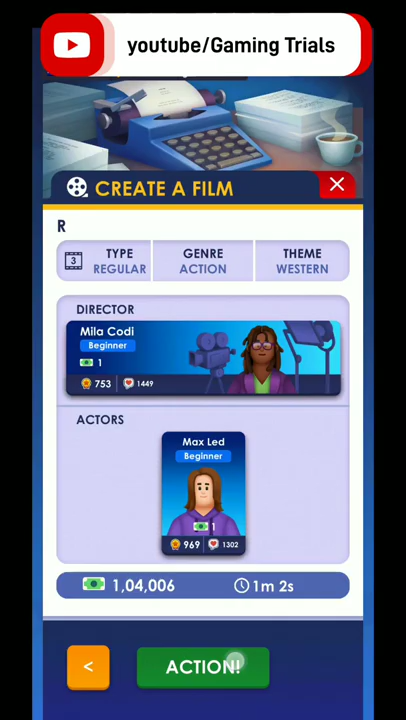 youtube/Gaming Trials
CREATE A FILM
R
3
TYPE
REGULAR
GENRE
ACTION
THEME
WESTERN
DIRECTOR
Mila Codi
Beginner
1
753
1449
ACTORS
Max Led
Beginner
1
969
1302
1,04,006
1m 2s
<
ACTION!